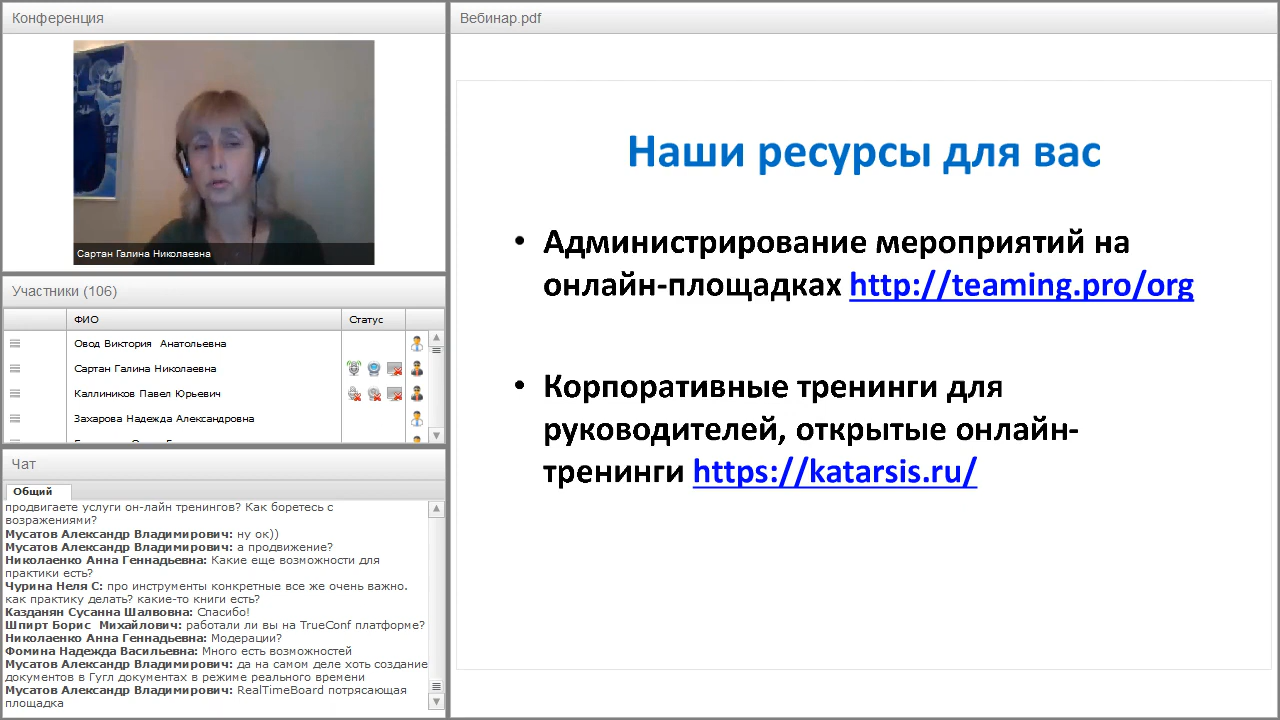 Конференция
Сартан Галина Николаевна
Участники (106)
ФИО Статус
Овод Виктория Анатольевна
Сартан Галина Николаевна
Каллиников Павел Юрьевич
Захарова Надежда Александровна
Чат
Общий
продвигаете услуги он-лайн тренингов? Как боретесь с
возражениями?
Мусатов Александр Владимирович: ну ок))
Мусатов Александр Владимирович: а продвижение?
Николаенко Анна Геннадьевна: Какие еще возможности для
практики есть?
Чурина Неля С: про инструменты конкретные все же очень важно.
как практику делать? какие-то книги есть?
Казданян Сусанна Шалвовна: Спасибо!
Шпирт Борис Михайлович: работали ли вы на TrueConf платформе?
Николаенко Анна Геннадьевна: Модерации?
Фомина Надежда Васильевна: Много есть возможностей
Мусатов Александр Владимирович: да на самом деле хоть создание
документов в Гугл документах в режиме реального времени
Мусатов Александр Владимирович: RealTimeBoard потрясающая
площадка
Вебинар.pdf
Наши ресурсы для вас
• Администрирование мероприятий на
онлайн-площадках http://teaming.pro/org
• Корпоративные тренинги для
руководителей, открытые онлайн-
тренинги https://katarsis.ru/